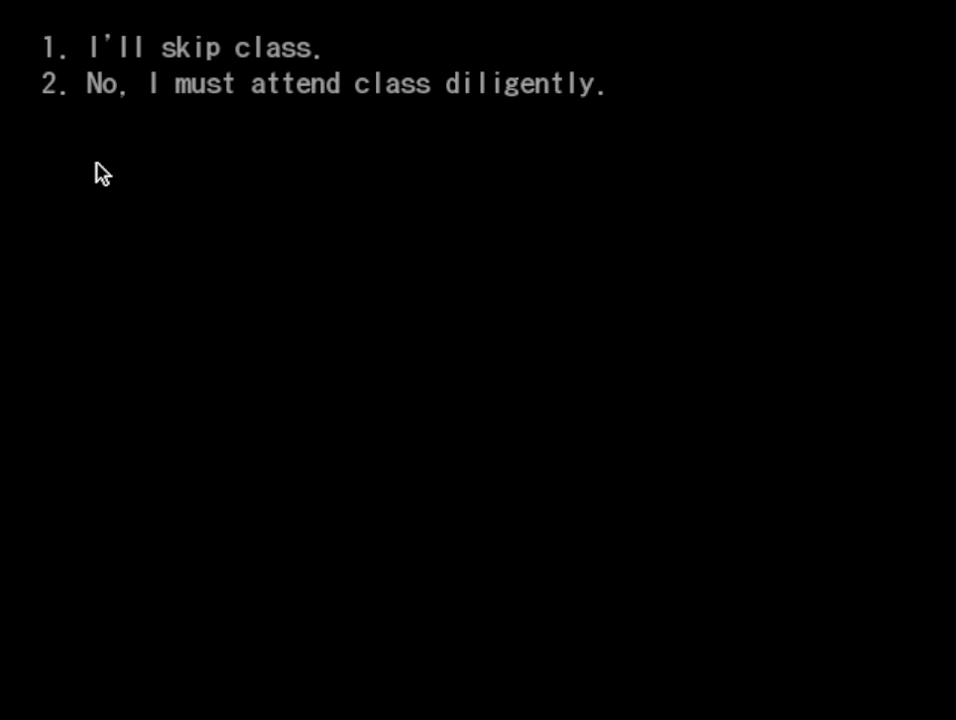 1. I'll skip class.
2. No, I must attend class diligently.